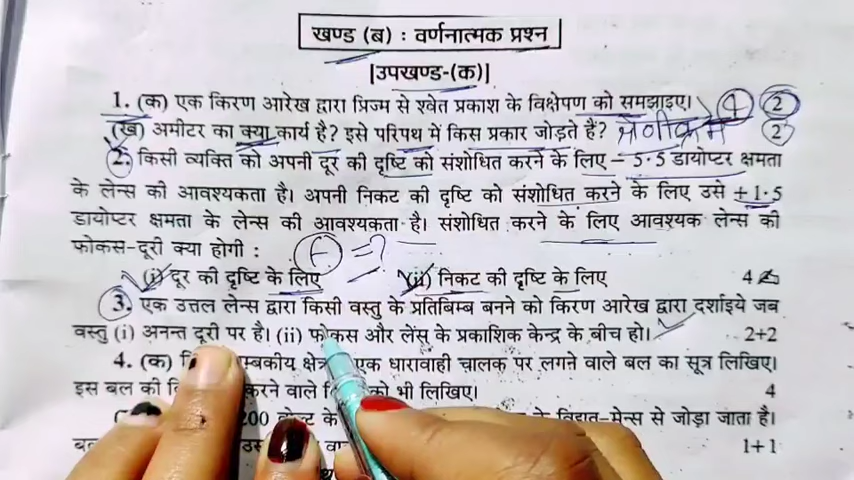 खण्ड (ब) : वर्णनात्मक प्रश्न
[उपखण्ड-(क)]
1. (क) एक किरण आरेख द्वारा प्रिज्म से श्वेत प्रकाश के विक्षेपण को समझाइए। 2
(ख) अमीटर का क्या कार्य है? इसे परिपथ में किस प्रकार जोड़ते हैं? श्रेणीक्रम 2
2. किसी व्यक्ति को अपनी दूर की दृष्टि को संशोधित करने के लिए – 5·5 डायोप्टर क्षमता
के लेन्स की आवश्यकता है। अपनी निकट की दृष्टि को संशोधित करने के लिए उसे +1·5
डायोप्टर क्षमता के लेन्स की आवश्यकता है। संशोधित करने के लिए आवश्यक लेन्स की
फोकस-दूरी क्या होगी : f = ?
(i) दूर की दृष्टि के लिए (ii) निकट की दृष्टि के लिए 4
3. एक उत्तल लेन्स द्वारा किसी वस्तु के प्रतिबिम्ब बनने को किरण आरेख द्वारा दर्शाइये जब
वस्तु (i) अनन्त दूरी पर है। (ii) फोकस और लेंस के प्रकाशिक केन्द्र के बीच हो। 2+2
4. (क) एक धारावाही चालक पर लगने वाले बल का सूत्र लिखिए।
इस बल की करने वाले को भी लिखिए। 4
200 के विद्युत-मेन्स से जोड़ा जाता है।
1+1